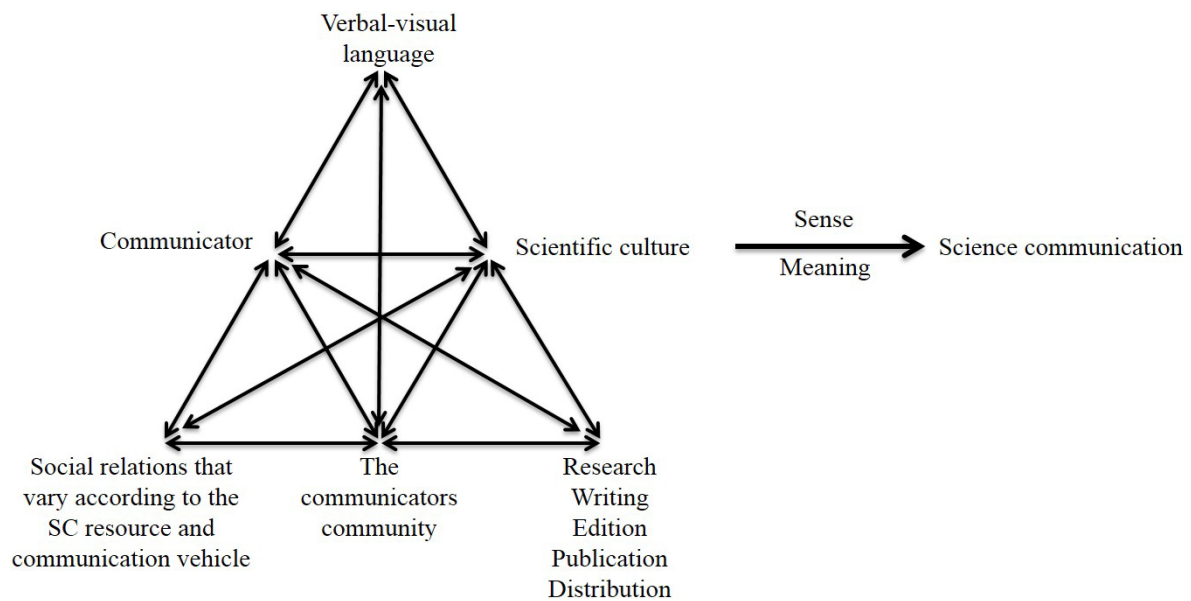 Verbal-visual
language
Communicator
Scientific culture
Sense
Meaning
Science communication
Social relations that
vary according to the
SC resource and
communication vehicle
The
communicators
community
Research
Writing
Edition
Publication
Distribution